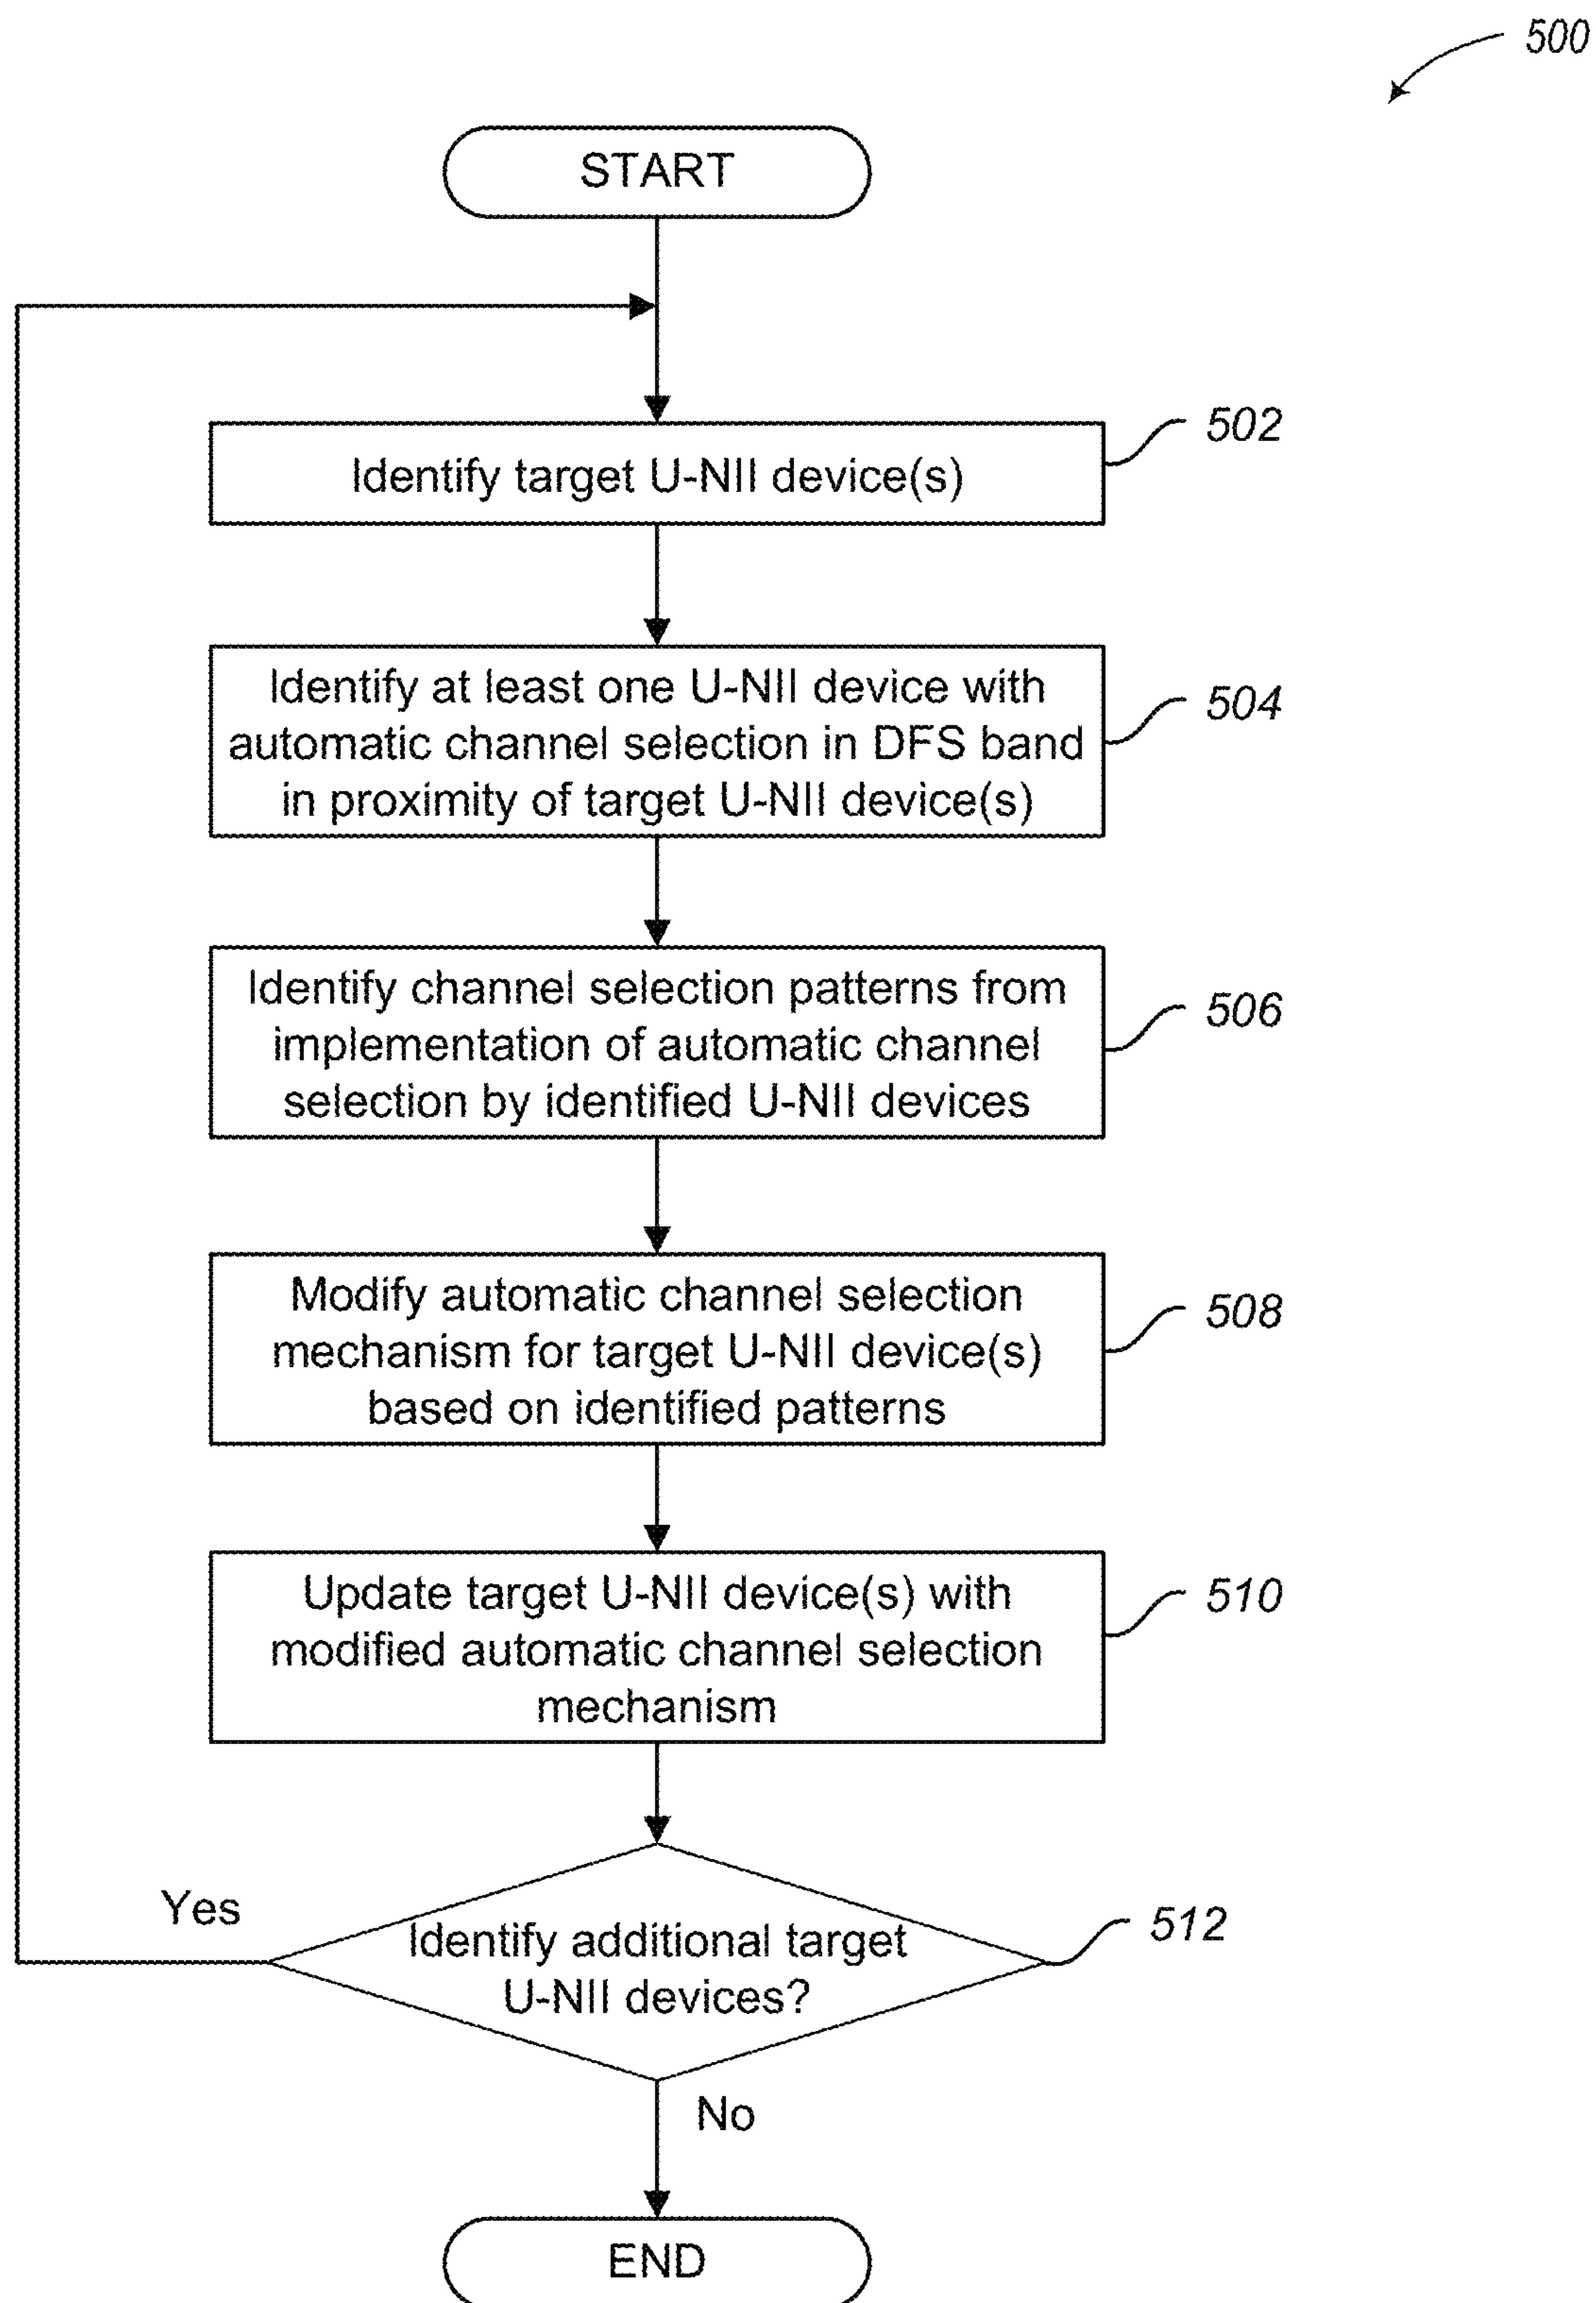 500
START
Identify target U-NII device(s)
502
Identify at least one U-NII device with
automatic channel selection in DFS band
in proximity of target U-NII device(s)
504
Identify channel selection patterns from
implementation of automatic channel
selection by identified U-NII devices
506
Modify automatic channel selection
mechanism for target U-NII device(s)
based on identified patterns
508
Update target U-NII device(s) with
modified automatic channel selection
mechanism
510
Yes
Identify additional target
U-NII devices?
512
No
END